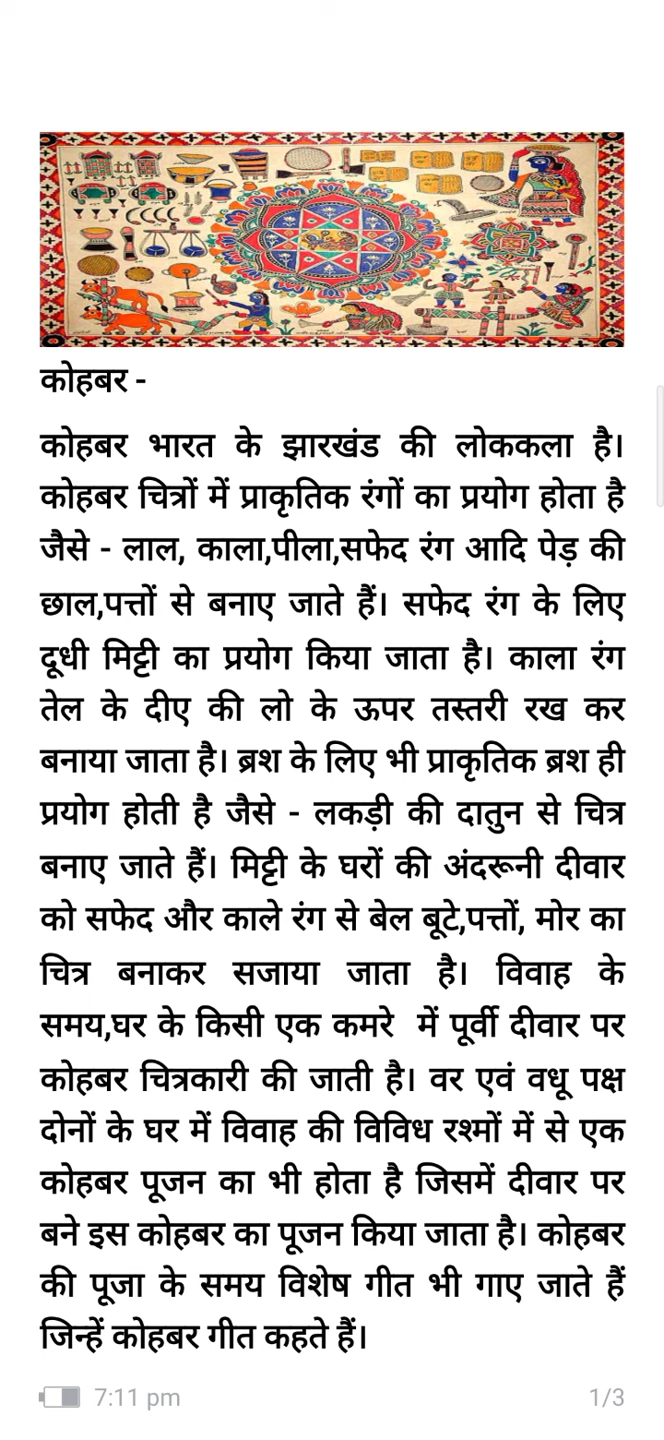 कोहबर -
कोहबर भारत के झारखंड की लोककला है।
कोहबर चित्रों में प्राकृतिक रंगों का प्रयोग होता है
जैसे - लाल, काला,पीला,सफेद रंग आदि पेड़ की
छाल,पत्तों से बनाए जाते हैं। सफेद रंग के लिए
दूधी मिट्टी का प्रयोग किया जाता है। काला रंग
तेल के दीए की लो के ऊपर तस्तरी रख कर
बनाया जाता है। ब्रश के लिए भी प्राकृतिक ब्रश ही
प्रयोग होती है जैसे - लकड़ी की दातुन से चित्र
बनाए जाते हैं। मिट्टी के घरों की अंदरूनी दीवार
को सफेद और काले रंग से बेल बूटे,पत्तों, मोर का
चित्र बनाकर सजाया जाता है। विवाह के
समय,घर के किसी एक कमरे में पूर्वी दीवार पर
कोहबर चित्रकारी की जाती है। वर एवं वधू पक्ष
दोनों के घर में विवाह की विविध रश्मों में से एक
कोहबर पूजन का भी होता है जिसमें दीवार पर
बने इस कोहबर का पूजन किया जाता है। कोहबर
की पूजा के समय विशेष गीत भी गाए जाते हैं
जिन्हें कोहबर गीत कहते हैं।
7:11 pm
1/3